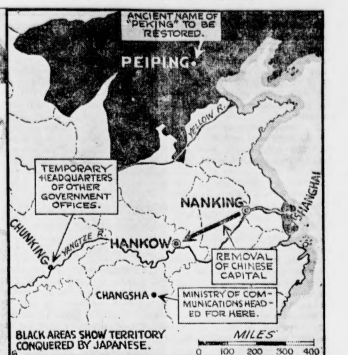 ANCIENT NAME OF
"PEKING" TO BE
RESTORED.
PEIPING
YELLOW R.
TEMPORARY
HEADQUARTERS
OF OTHER
GOVERNMENT
OFFICES.
NANKING
SHANGHAI
CHUNKING
YANGTZE R.
HANKOW
REMOVAL
OF CHINESE
CAPITAL
CHANGSHA
MINISTRY OF COM-
MUNICATIONS HEAD-
ED FOR HERE.
BLACK AREAS SHOW TERRITORY
CONQUERED BY JAPANESE.
MILES
0 100 200 300 400